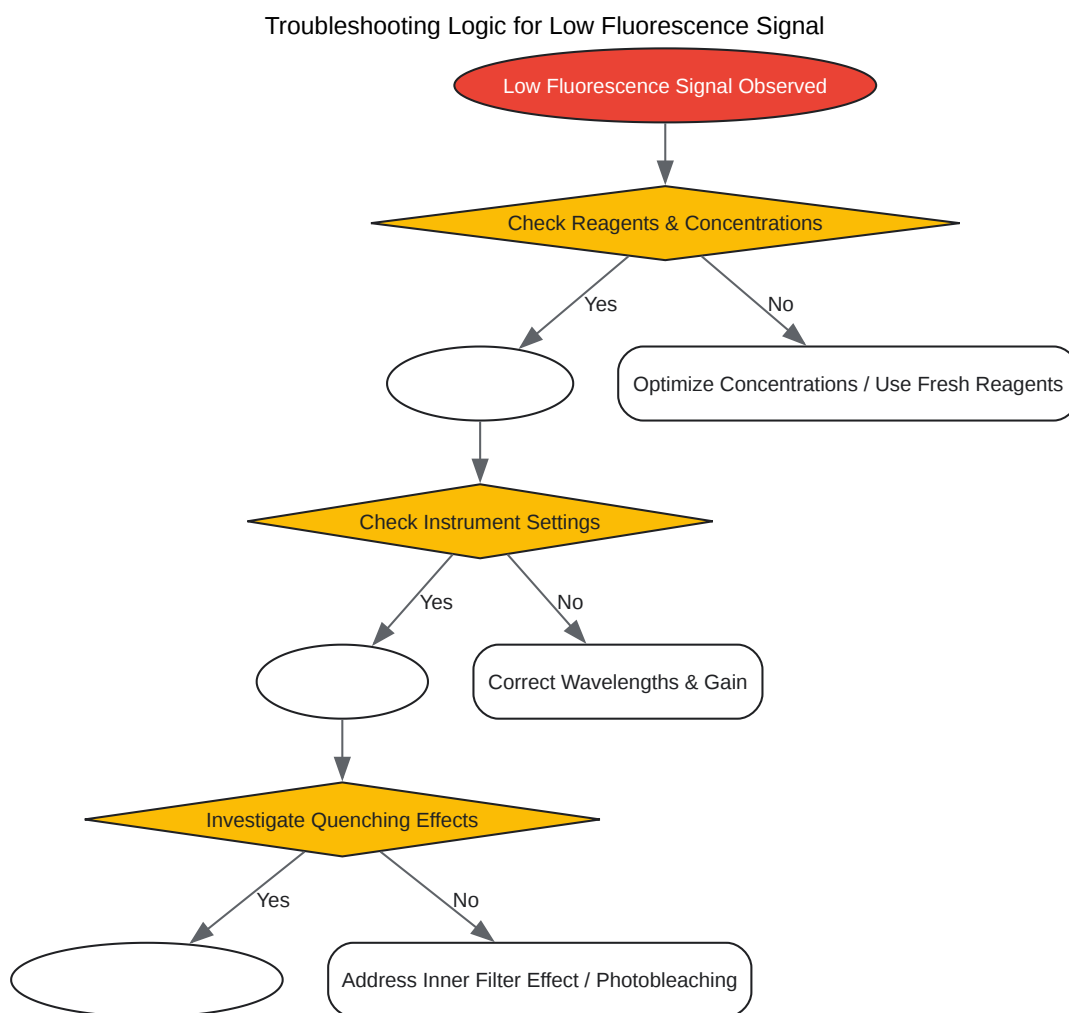 Troubleshooting Logic for Low Fluorescence Signal
Low Fluorescence Signal Observed
Check Reagents & Concentrations
Yes
No
Optimize Concentrations / Use Fresh Reagents
Check Instrument Settings
Yes
No
Correct Wavelengths & Gain
Investigate Quenching Effects
Yes
No
Address Inner Filter Effect / Photobleaching